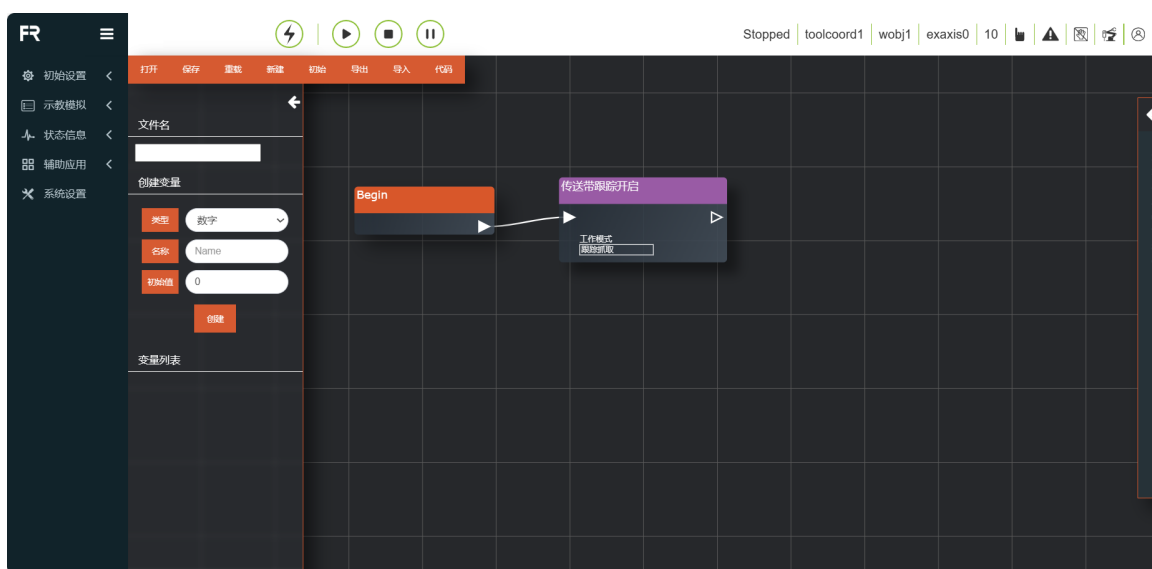 FR
Stopped toolcoord1 wobj1 exaxis0 10
初始设置
示教模拟
状态信息
辅助应用
系统设置
打开 保存 重载 新建 初始 导出 导入 代码
文件名
创建变量
类型 数字
名称 Name
初始值 0
创建
变量列表
Begin
传送带跟踪开启
工作模式
跟踪抓取